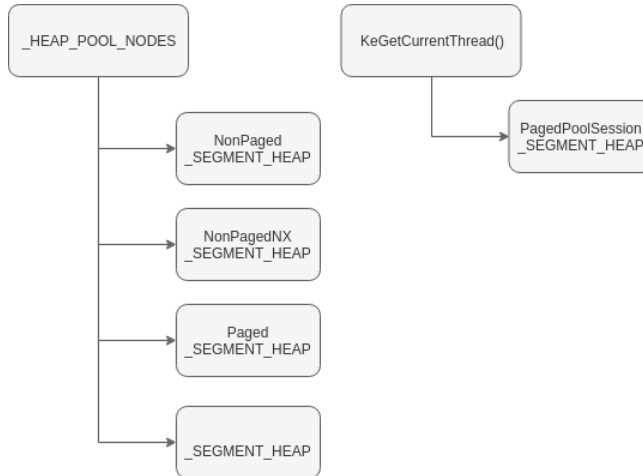 _HEAP_POOL_NODES
KeGetCurrentThread()
PagedPoolSession
_SEGMENT_HEAP
NonPaged
_SEGMENT_HEAP
NonPagedNX
_SEGMENT_HEAP
Paged
_SEGMENT_HEAP
_SEGMENT_HEAP